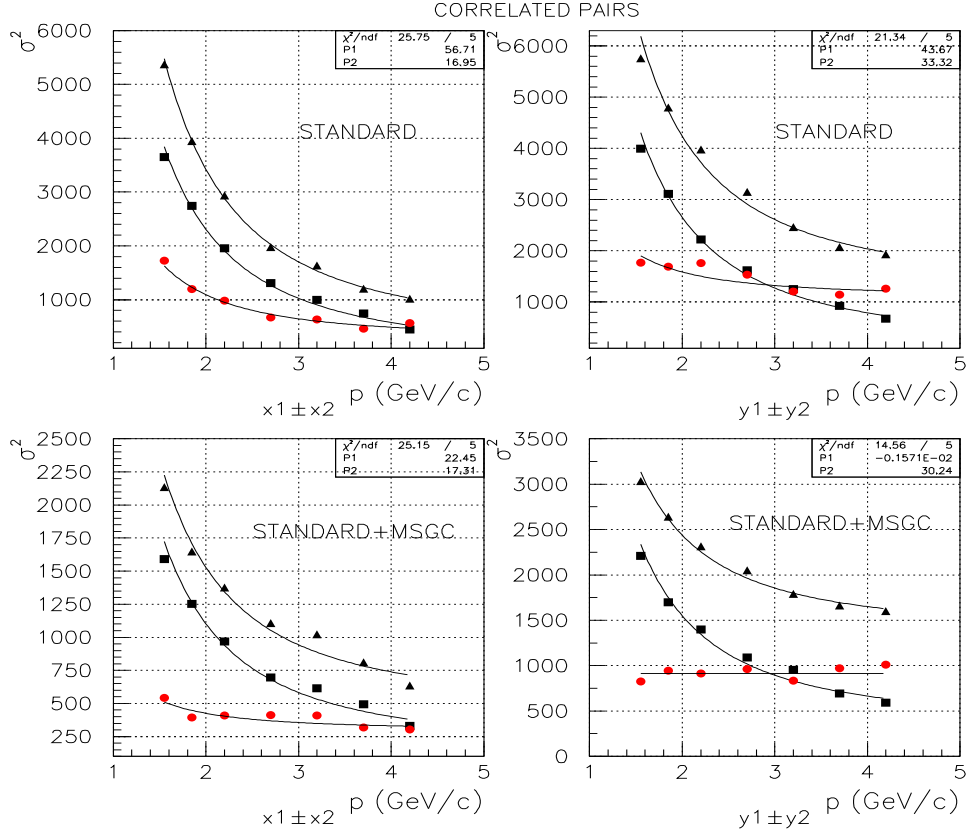 CORRELATED PAIRS
σ²
χ²/ndf 25.75 / 5
P1 56.71
P2 16.95
STANDARD
5000
4000
3000
2000
1000
1 2 3 4 5
p (GeV/c)
x1±x2
σ²
χ²/ndf 21.34 / 5
P1 43.67
P2 33.32
STANDARD
6000
5000
4000
3000
2000
1000
1 2 3 4 5
p (GeV/c)
y1±y2
σ²
χ²/ndf 25.15 / 5
P1 22.45
P2 17.31
STANDARD+MSGC
2500
2250
2000
1750
1500
1250
1000
750
500
250
1 2 3 4 5
p (GeV/c)
x1±x2
σ²
χ²/ndf 14.56 / 5
P1 -0.1571E-02
P2 30.24
STANDARD+MSGC
3500
3000
2500
2000
1500
1000
500
0
1 2 3 4 5
p (GeV/c)
y1±y2